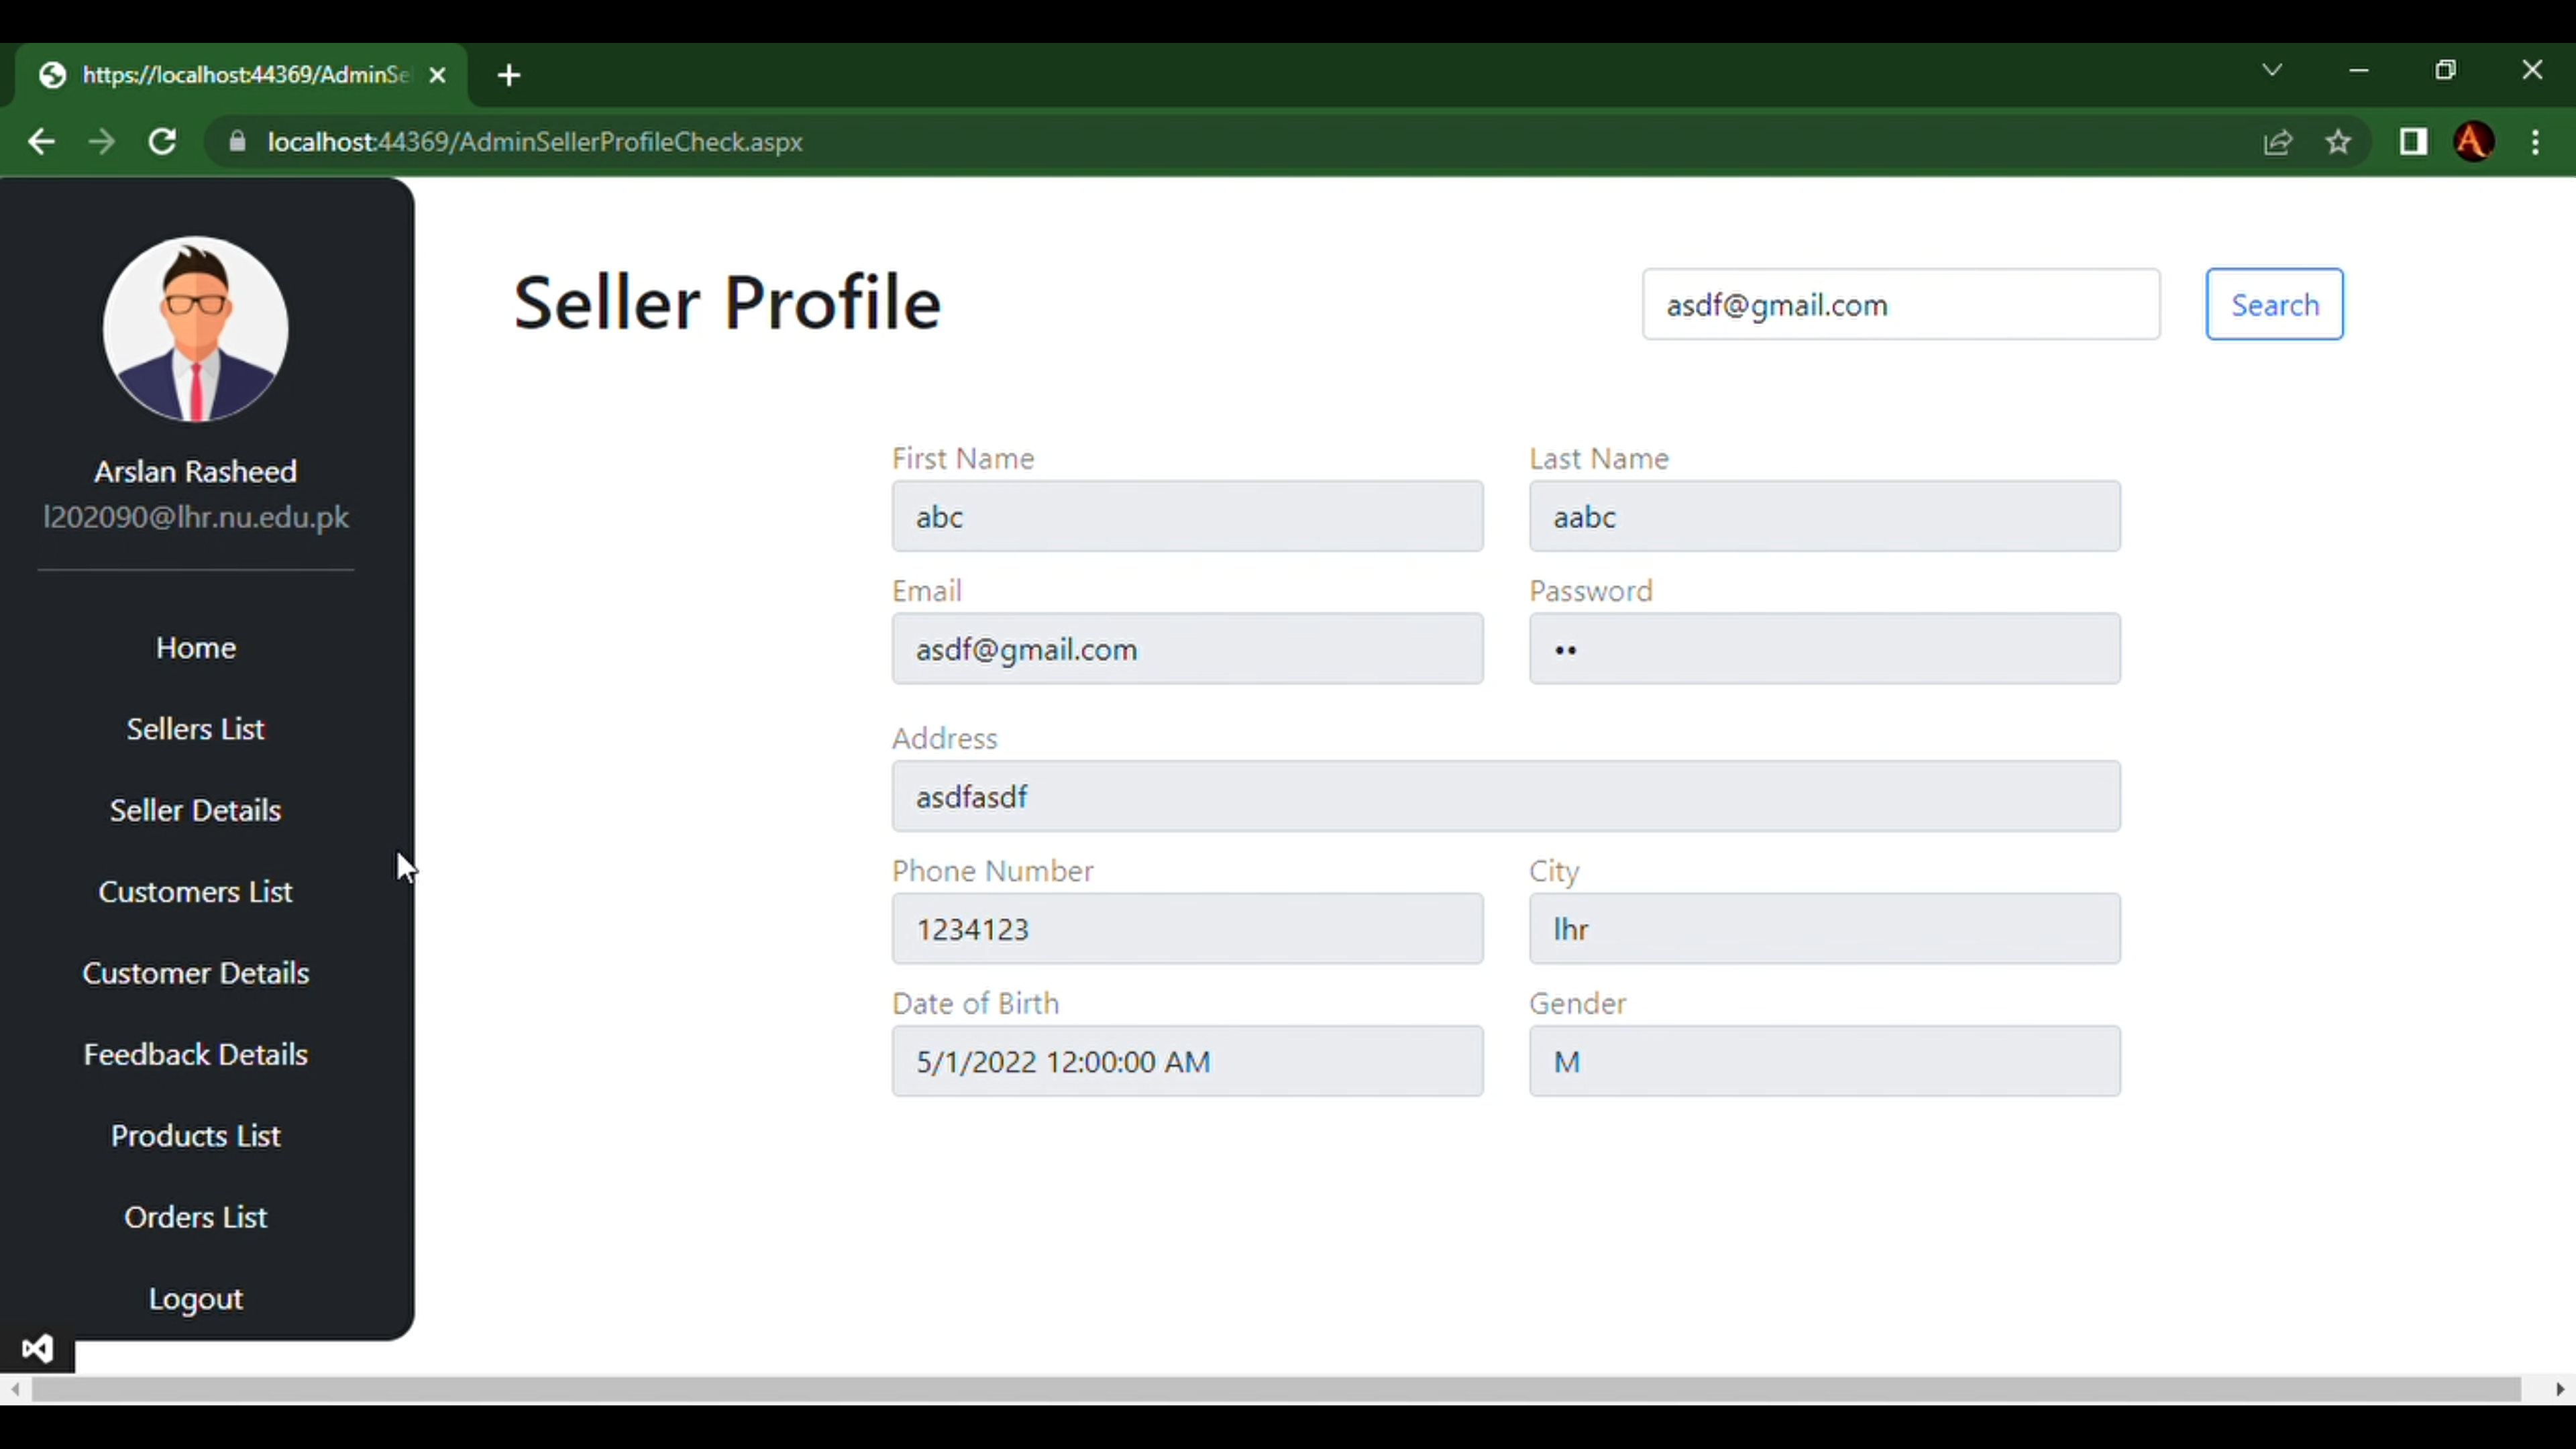 https://localhost:44369/AdminSe
localhost:44369/AdminSellerProfileCheck.aspx
Arslan Rasheed
l202090@lhr.nu.edu.pk
Home
Sellers List
Seller Details
Customers List
Customer Details
Feedback Details
Products List
Orders List
Logout
Seller Profile
asdf@gmail.com Search
First Name Last Name
abc aabc
Email Password
asdf@gmail.com ••
Address
asdfasdf
Phone Number City
1234123 lhr
Date of Birth Gender
5/1/2022 12:00:00 AM M